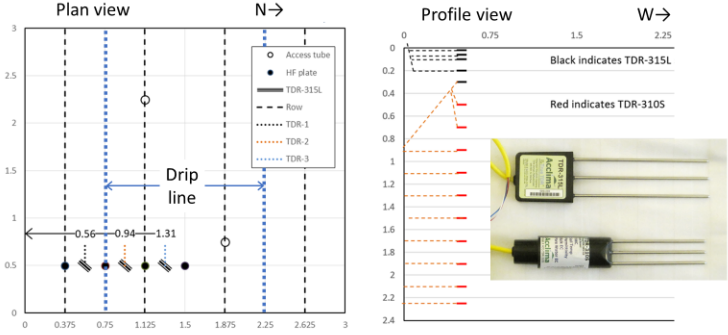 Plan view
N→
3
2.5
2
1.5
1
0.5
0
0
0.375
0.75
1.125
1.5
1.875
2.25
2.625
3
Access tube
HF plate
TDR-315L
Row
TDR-1
TDR-2
TDR-3
Drip
line
0.56
0.94
1.31
Profile view
W→
0
0.75
1.5
2.25
0
0.2
0.4
0.6
0.8
1
1.2
1.4
1.6
1.8
2
2.2
2.4
Black indicates TDR-315L
Red indicates TDR-310S
TDR-315L
Acclima
Acclima